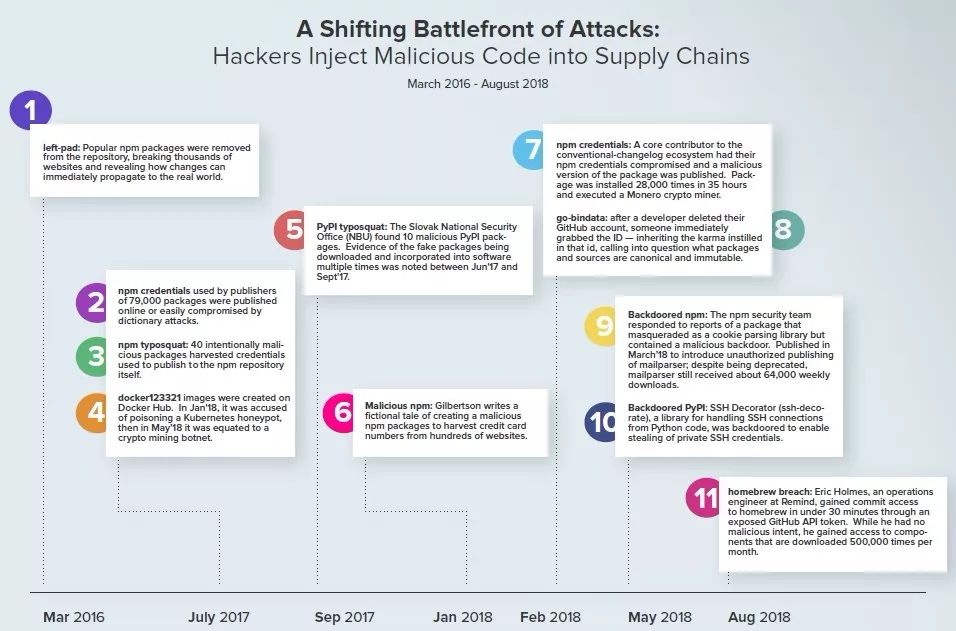 A Shifting Battlefront of Attacks:
Hackers Inject Malicious Code into Supply Chains
March 2016 - August 2018
1
left-pad: Popular npm packages were removed
from the repository, breaking thousands of
websites and revealing how changes can
immediately propagate to the real world.
2
npm credentials used by publishers
of 79,000 packages were published
online or easily compromised by
dictionary attacks.
3
npm typosquat: 40 intentionally mali-
cious packages harvested credentials
used to publish to the npm repository
itself.
4
docker123321 images were created on
Docker Hub. In Jan'18, it was accused
of poisoning a Kubernetes honeypot,
then in May'18 it was equated to a
crypto mining botnet.
5
PyPI typosquat: The Slovak National Security
Office (NBU) found 10 malicious PyPI pack-
ages. Evidence of the fake packages being
downloaded and incorporated into software
multiple times was noted between Jun'17 and
Sept'17.
6
Malicious npm: Gilbertson writes a
fictional tale of creating a malicious
npm packages to harvest credit card
numbers from hundreds of websites.
7
npm credentials: A core contributor to the
conventional-changelog ecosystem had their
npm credentials compromised and a malicious
version of the package was published. Pack-
age was installed 28,000 times in 35 hours
and executed a Monero crypto miner.
8
go-bindata: after a developer deleted their
GitHub account, someone immediately
grabbed the ID — inheriting the karma instilled
in that id, calling into question what packages
and sources are canonical and immutable.
9
Backdoored npm: The npm security team
responded to reports of a package that
masqueraded as a cookie parsing library but
contained a malicious backdoor. Published in
March'18 to introduce unauthorized publishing
of mailparser; despite being deprecated,
mailparser still received about 64,000 weekly
downloads.
10
Backdoored PyPI: SSH Decorator (ssh-deco-
rate), a library for handling SSH connections
from Python code, was backdoored to enable
stealing of private SSH credentials.
11
homebrew breach: Eric Holmes, an operations
engineer at Remind, gained commit access
to homebrew in under 30 minutes through an
exposed GitHub API token. While he had no
malicious intent, he gained access to compo-
nents that are downloaded 500,000 times per
month.
Mar 2016
July 2017
Sep 2017
Jan 2018
Feb 2018
May 2018
Aug 2018